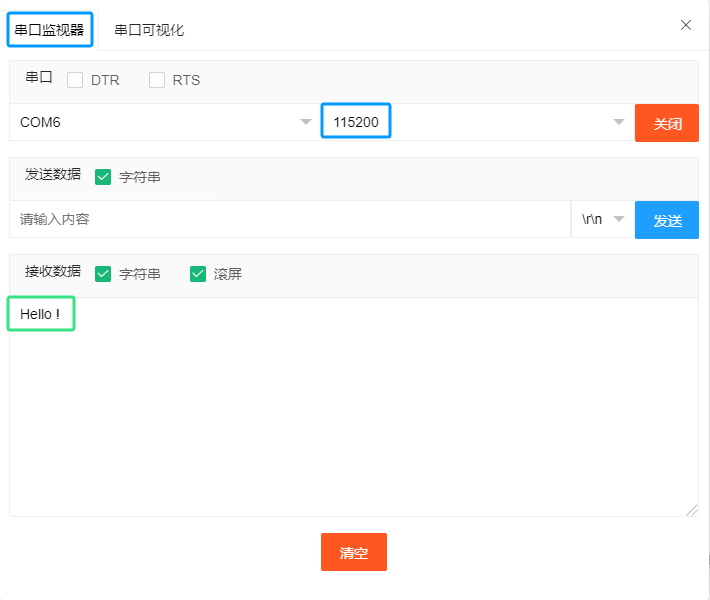 串口监视器 串口可视化
串口 DTR RTS
COM6 115200 关闭
发送数据 字符串
请输入内容 \r\n 发送
接收数据 字符串 滚屏
Hello !
清空